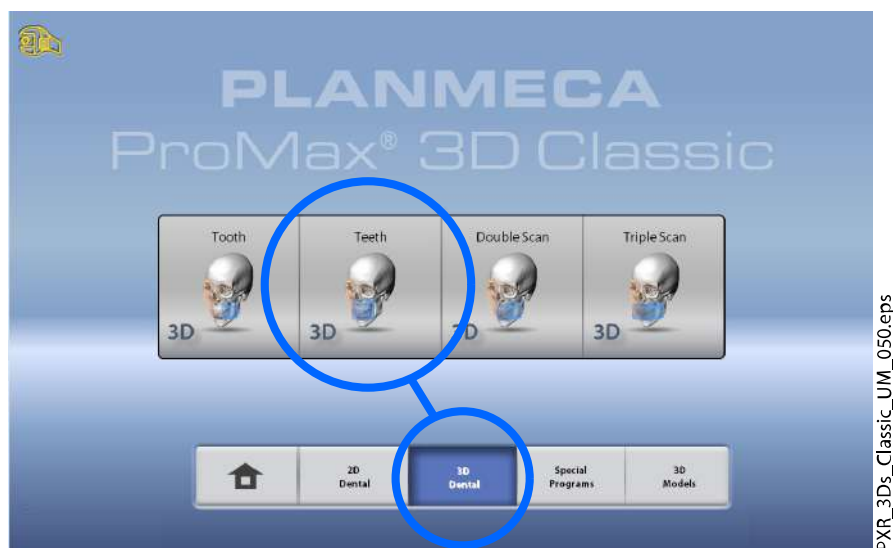 PLANMECA
ProMax® 3D Classic
Tooth
Teeth
Double Scan
Triple Scan
3D
3D
3D
3D
2D
Dental
3D
Dental
Special
Programs
3D
Models
PXR_3Ds_Classic_UM_050.eps